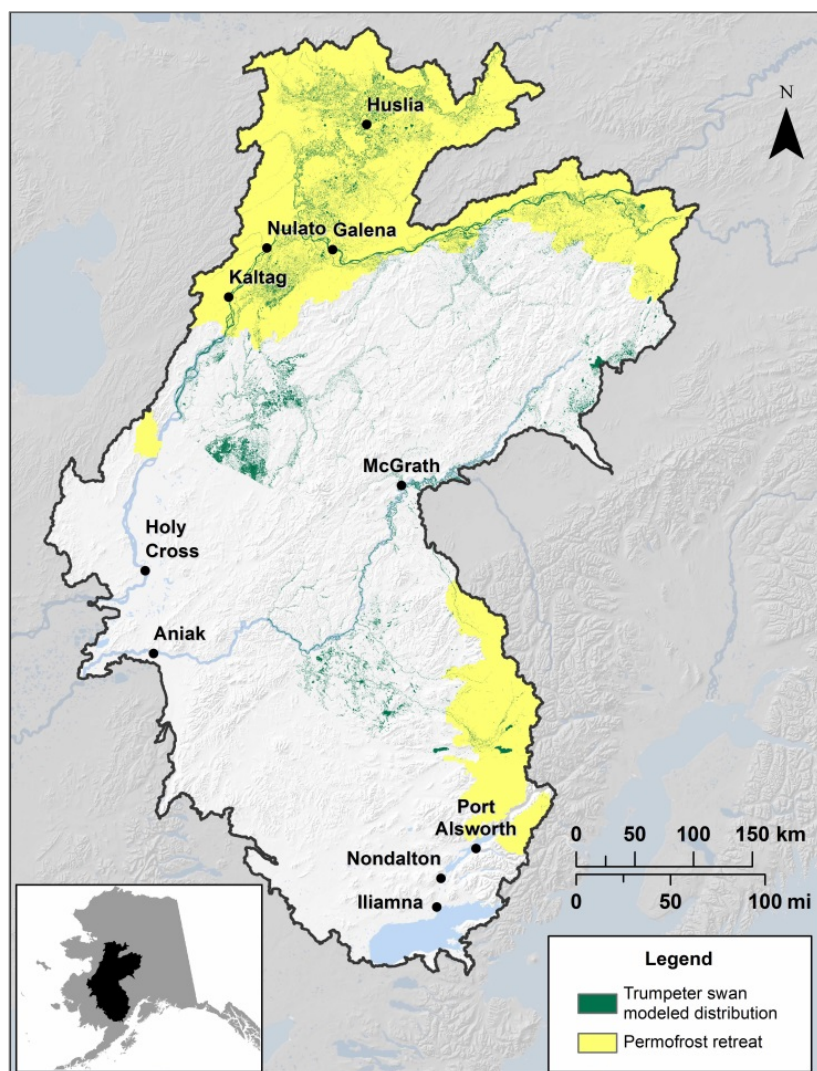 N
Huslia
Nulato
Galena
Kaltag
McGrath
Holy
Cross
Aniak
Port
Alsworth
Nondalton
Iliamna
0 50 100 150 km
0 50 100 mi
Legend
Trumpeter swan
modeled distribution
Permofrost retreat